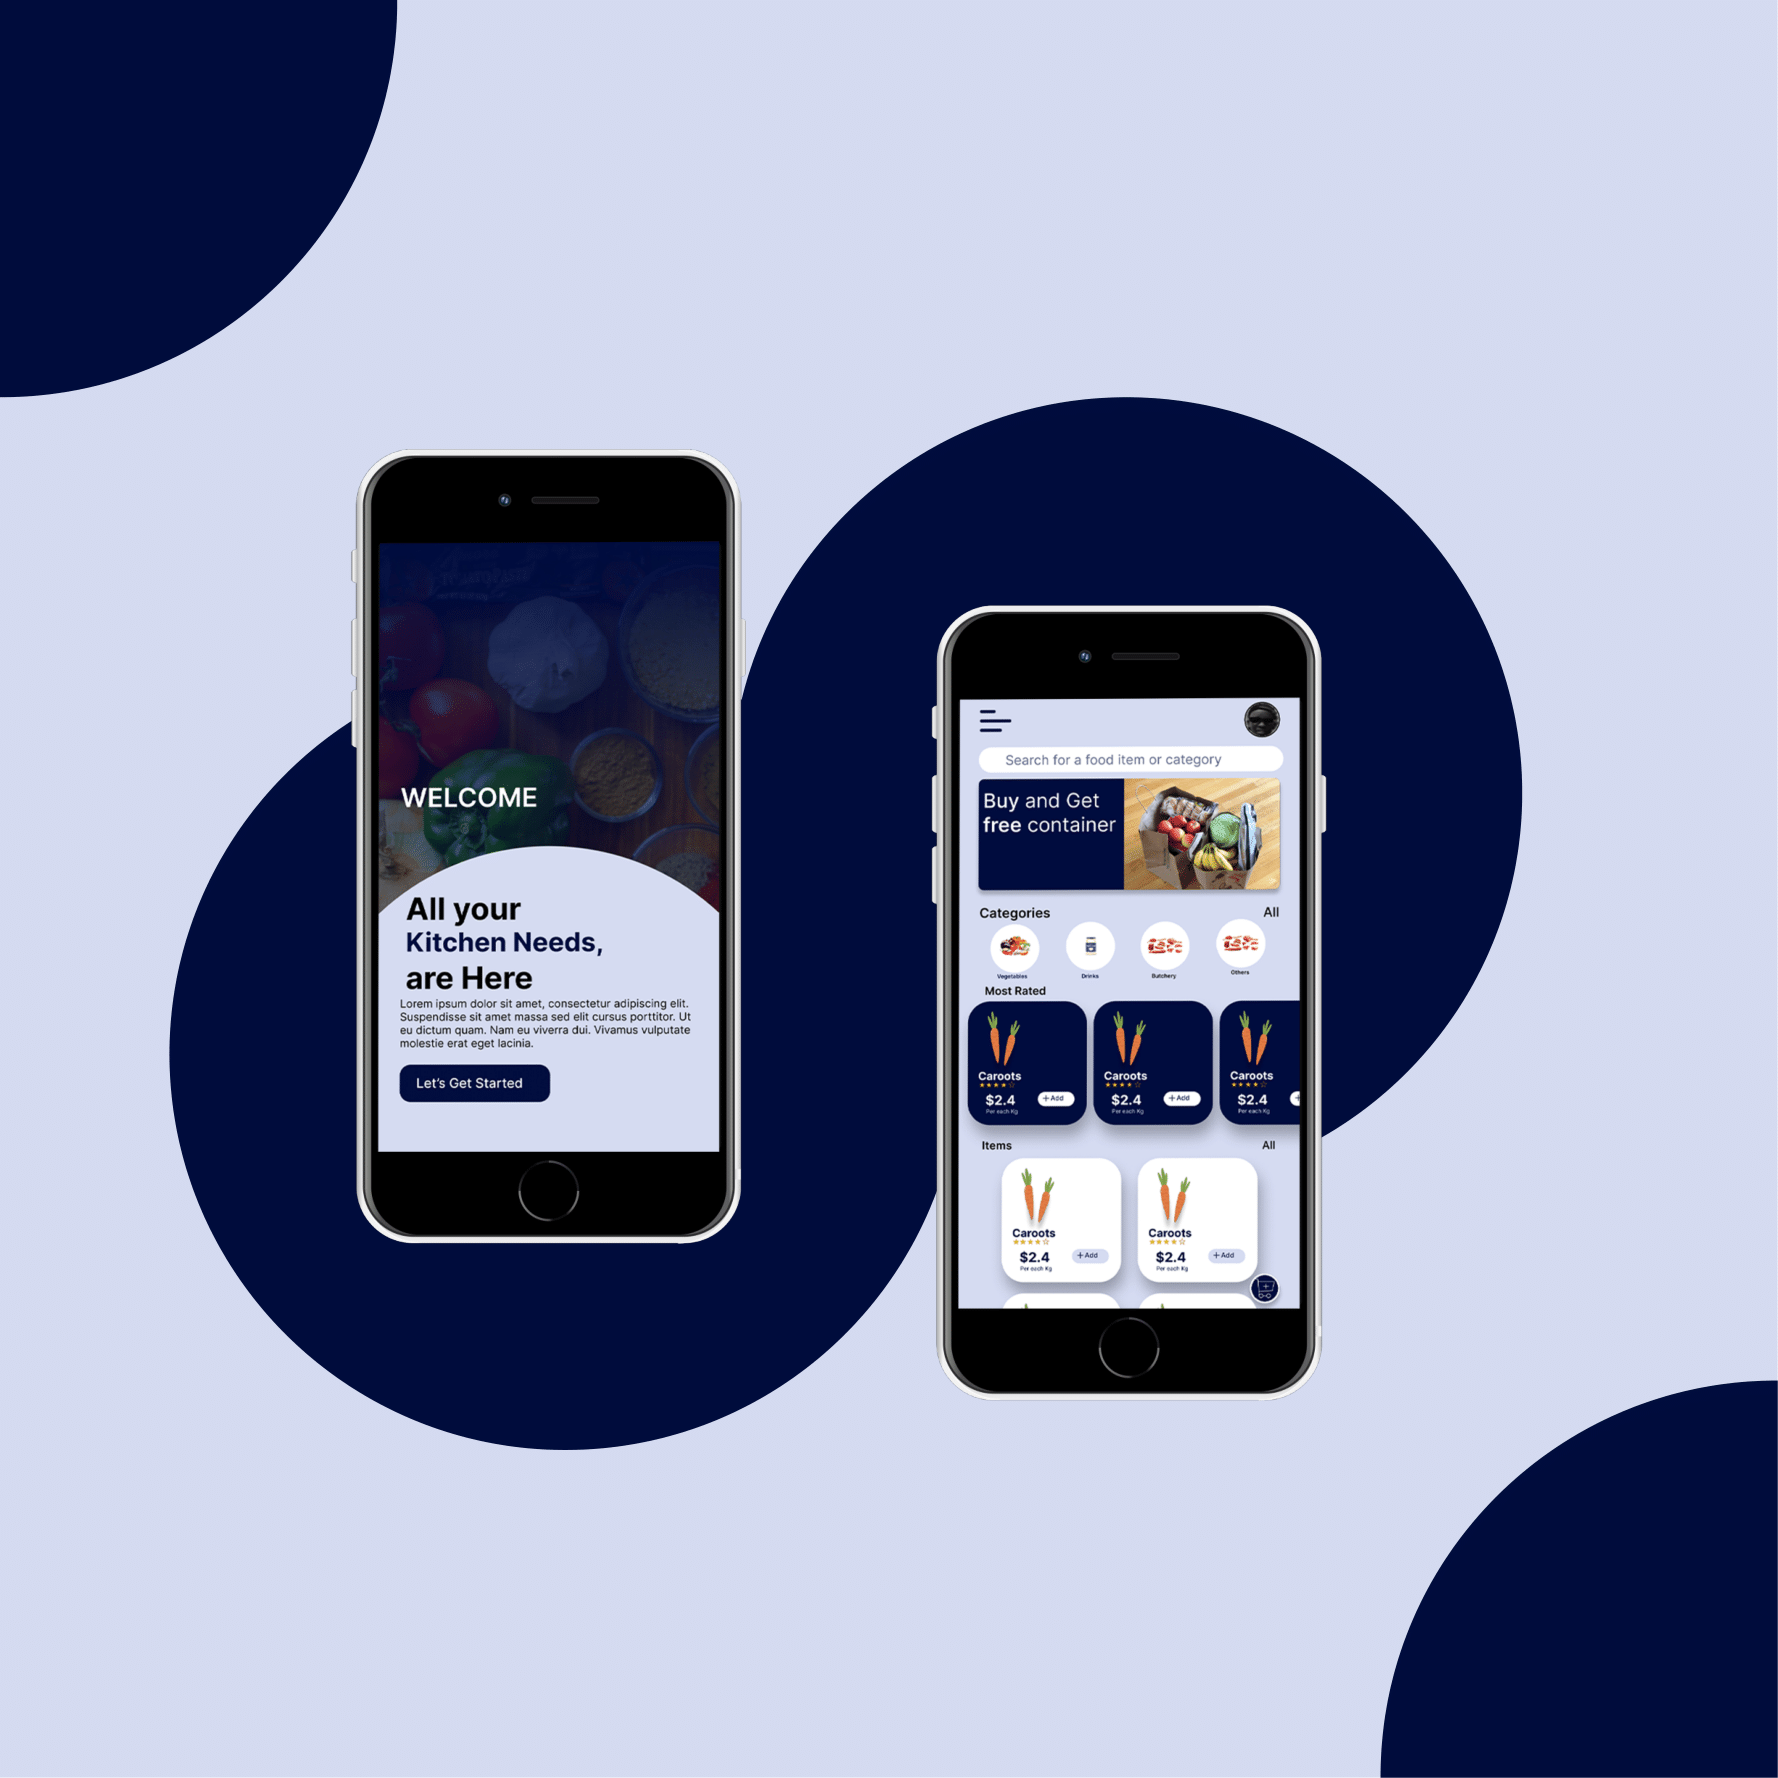 WELCOME
All your
Kitchen Needs,
are Here
Lorem ipsum dolor sit amet, consectetur adipiscing elit.
Suspendisse sit amet massa sed elit cursus porttitor. Ut
eu dictum quam. Nam eu viverra dui. Vivamus vulputate
molestie erat eget lacinia.
Let's Get Started
Search for a food item or category
Buy and Get
free container
Categories All
Vegetables Drinks Butchery Others
Most Rated
Caroots Caroots Caroots
$2.4 +Add $2.4 +Add $2.4 +
Per each Kg Per each Kg Per each Kg
Items All
Caroots Caroots
$2.4 +Add $2.4 +Add
Per each Kg Per each Kg